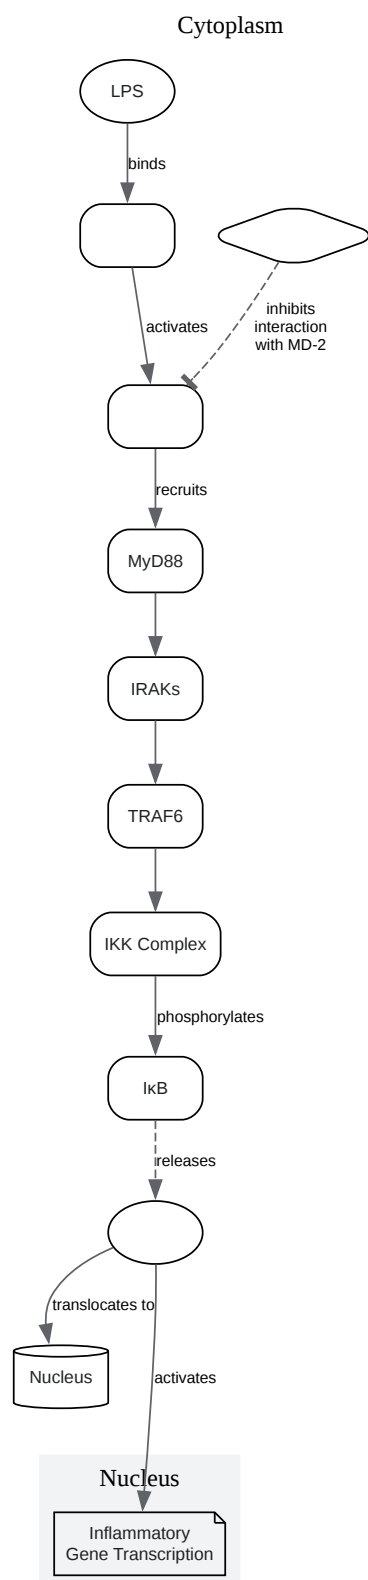 Cytoplasm
LPS
binds
activates
inhibits
interaction
with MD-2
recruits
MyD88
IRAKs
TRAF6
IKK Complex
phosphorylates
IκB
releases
translocates to
Nucleus
activates
Nucleus
Inflammatory
Gene Transcription